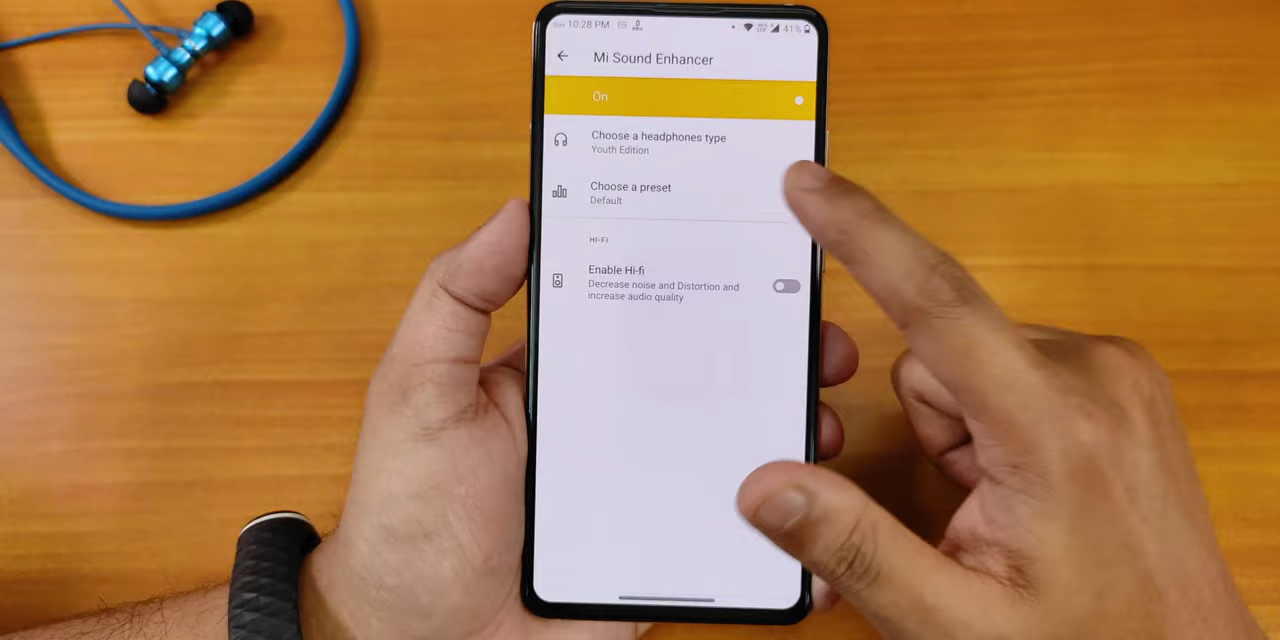 10:28 PM
41%
Mi Sound Enhancer
On
Choose a headphones type
Youth Edition
Choose a preset
Default
HI-FI
Enable Hi-fi
Decrease noise and Distortion and
increase audio quality